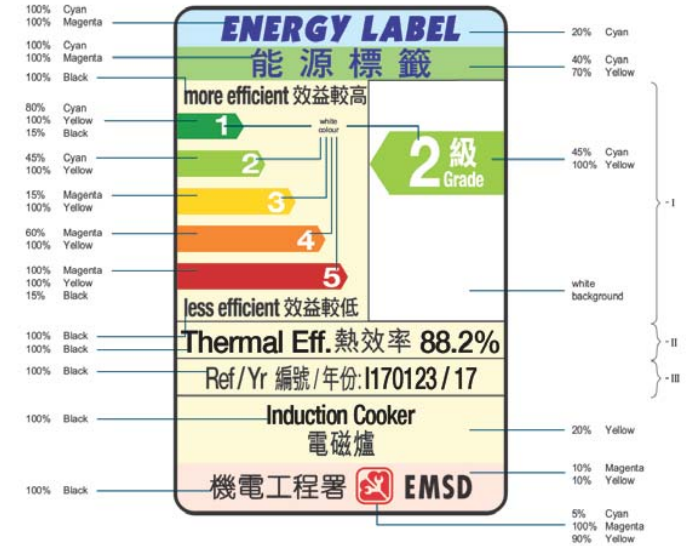 100% Cyan
100% Magenta
100% Cyan
100% Magenta
100% Black
80% Cyan
100% Yellow
15% Black
45% Cyan
100% Yellow
15% Magenta
100% Yellow
60% Magenta
100% Yellow
100% Magenta
100% Yellow
15% Black
100% Black
100% Black
100% Black
100% Black
100% Black
ENERGY LABEL
能源標籤
more efficient 效益較高
white
colour
1
2
3
4
5
2級
Grade
less efficient 效益較低
Thermal Eff.熱效率 88.2%
Ref / Yr 編號 / 年份: I170123 / 17
Induction Cooker
電磁爐
機電工程署 EMSD
20% Cyan
40% Cyan
70% Yellow
45% Cyan
100% Yellow
white
background
20% Yellow
10% Magenta
10% Yellow
5% Cyan
100% Magenta
90% Yellow
- I
- II
- III